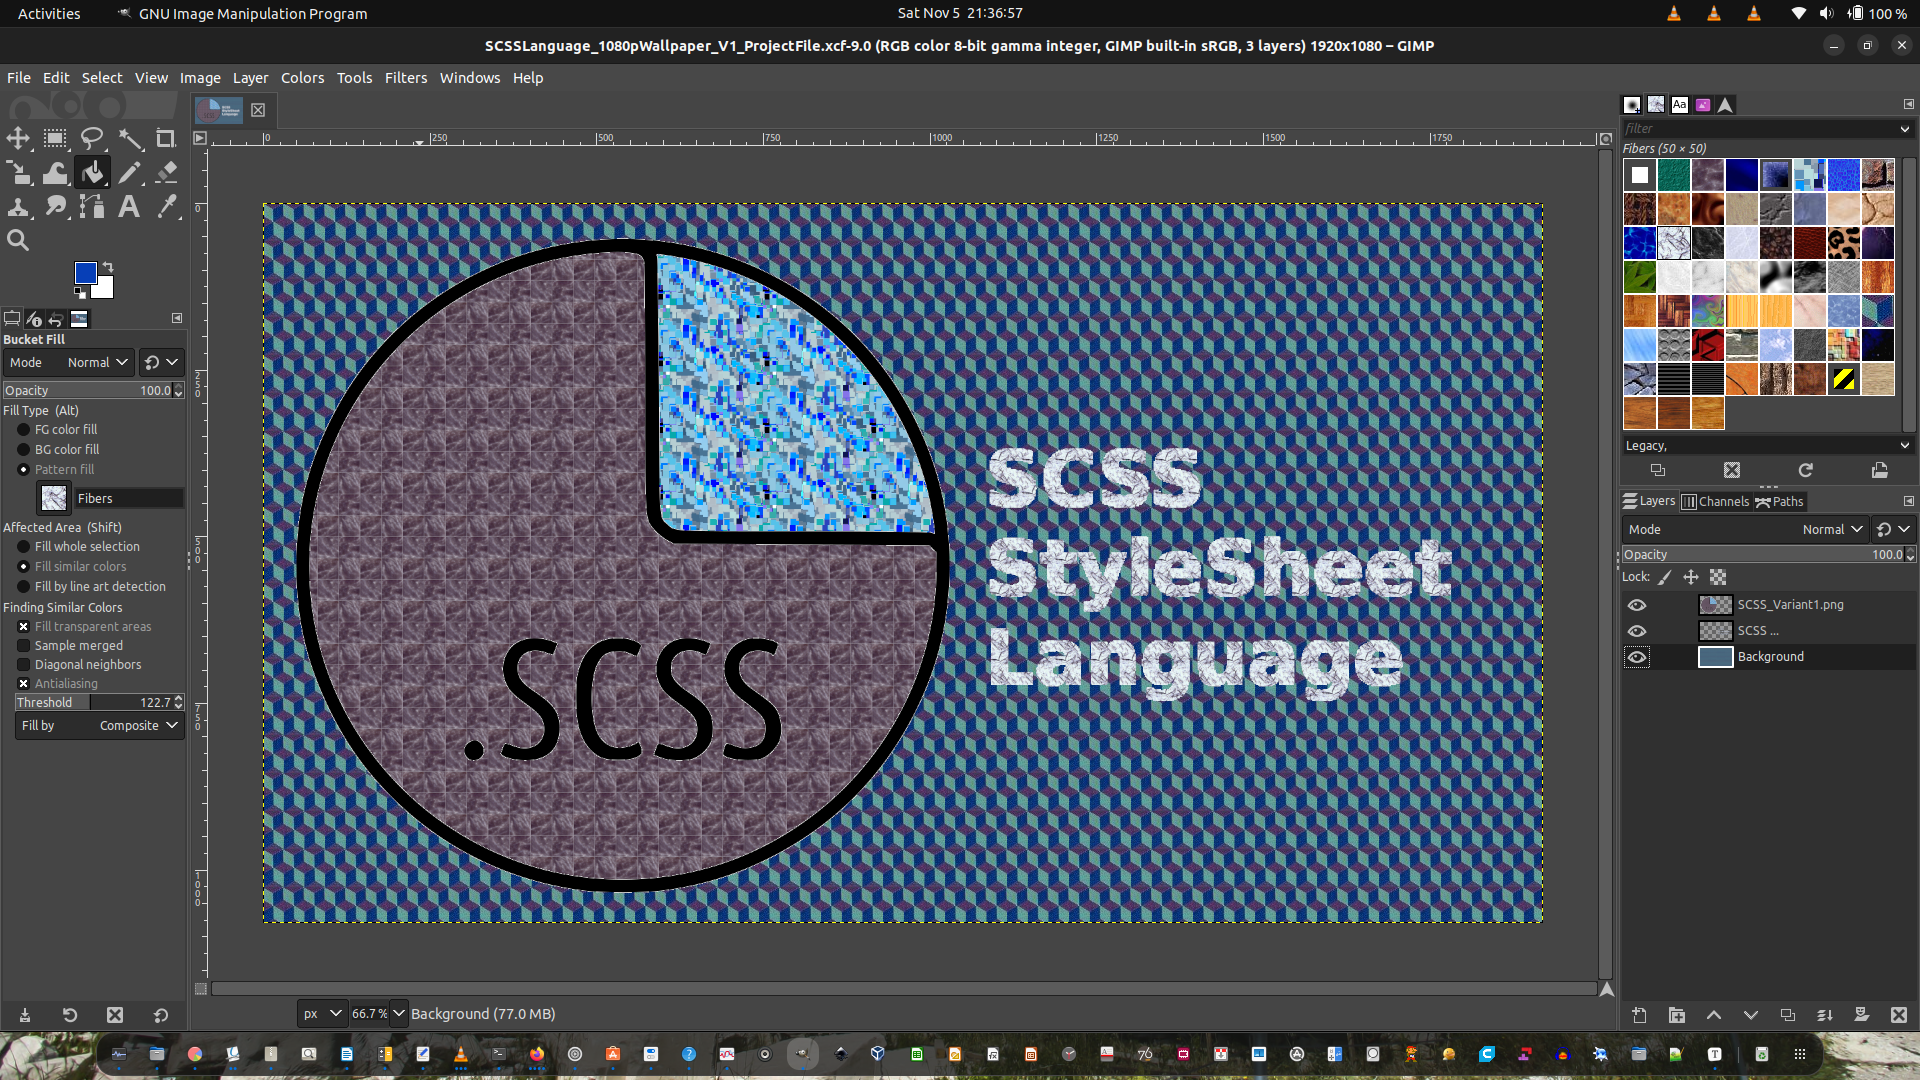 Activities
GNU Image Manipulation Program
Sat Nov 5 21:36:57
100 %
SCSSLanguage_1080pWallpaper_V1_ProjectFile.xcf-9.0 (RGB color 8-bit gamma integer, GIMP built-in sRGB, 3 layers) 1920x1080 – GIMP
File Edit Select View Image Layer Colors Tools Filters Windows Help
0 250 500 750 1000 1250 1500 1750
Bucket Fill
Mode Normal
Opacity 100.0
Fill Type (Alt)
FG color fill
BG color fill
Pattern fill
Fibers
Affected Area (Shift)
Fill whole selection
Fill similar colors
Fill by line art detection
Finding Similar Colors
Fill transparent areas
Sample merged
Diagonal neighbors
Antialiasing
Threshold 122.7
Fill by Composite
0
250
500
750
1000
.SCSS
SCSS
StyleSheet
Language
px 66.7 % Background (77.0 MB)
Aa
filter
Fibers (50 × 50)
Legacy,
Layers Channels Paths
Mode Normal
Opacity 100.0
Lock:
SCSS_Variant1.png
SCSS ...
Background